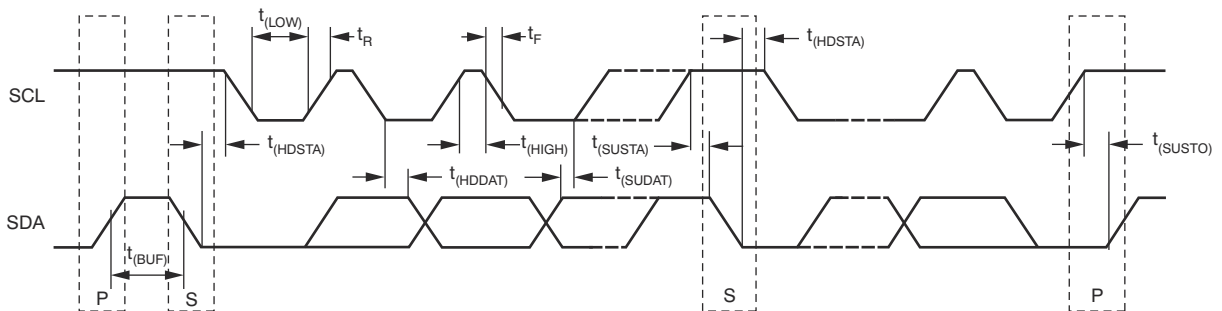 t(LOW)
tR
tF
t(HDSTA)
SCL
t(HDSTA)
t(HIGH)
t(SUSTA)
t(SUSTO)
t(HDDAT)
t(SUDAT)
SDA
t(BUF)
P
S
S
P